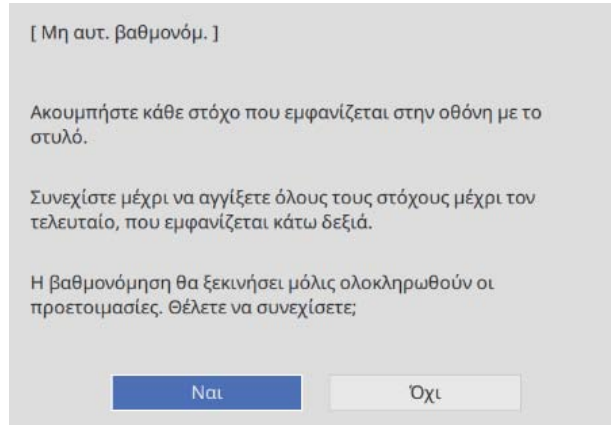 [ Μη αυτ. βαθμονόμ. ]
Ακουμπήστε κάθε στόχο που εμφανίζεται στην οθόνη με το
στυλό.
Συνεχίστε μέχρι να αγγίξετε όλους τους στόχους μέχρι τον
τελευταίο, που εμφανίζεται κάτω δεξιά.
Η βαθμονόμηση θα ξεκινήσει μόλις ολοκληρωθούν οι
προετοιμασίες. Θέλετε να συνεχίσετε;
Ναι Όχι